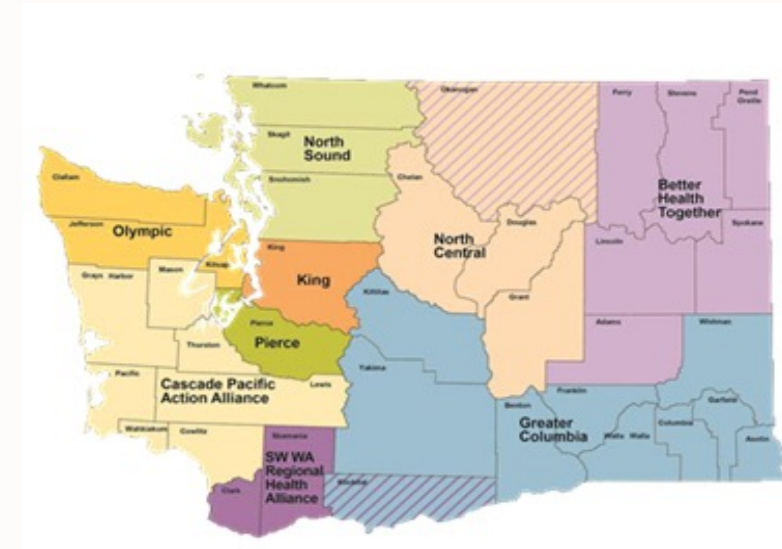 Whatcom
Okanogan
Ferry
Stevens
Pend
Oreille
Skagit
North
Sound
Snohomish
Chelan
Clallam
Better
Health
Together
Jefferson
Olympic
Douglas
Spokane
North
Central
King
Lincoln
Kitsap
Mason
Grays Harbor
King
Kittitas
Grant
Pierce
Adams
Whitman
Thurston
Pierce
Yakima
Pacific
Cascade Pacific
Action Alliance
Lewis
Franklin
Benton
Garfield
Greater
Columbia
Walla Walla
Columbia
Asotin
Wahkiakum
Cowlitz
Skamania
SW WA
Regional
Health
Alliance
Clark
Klickitat